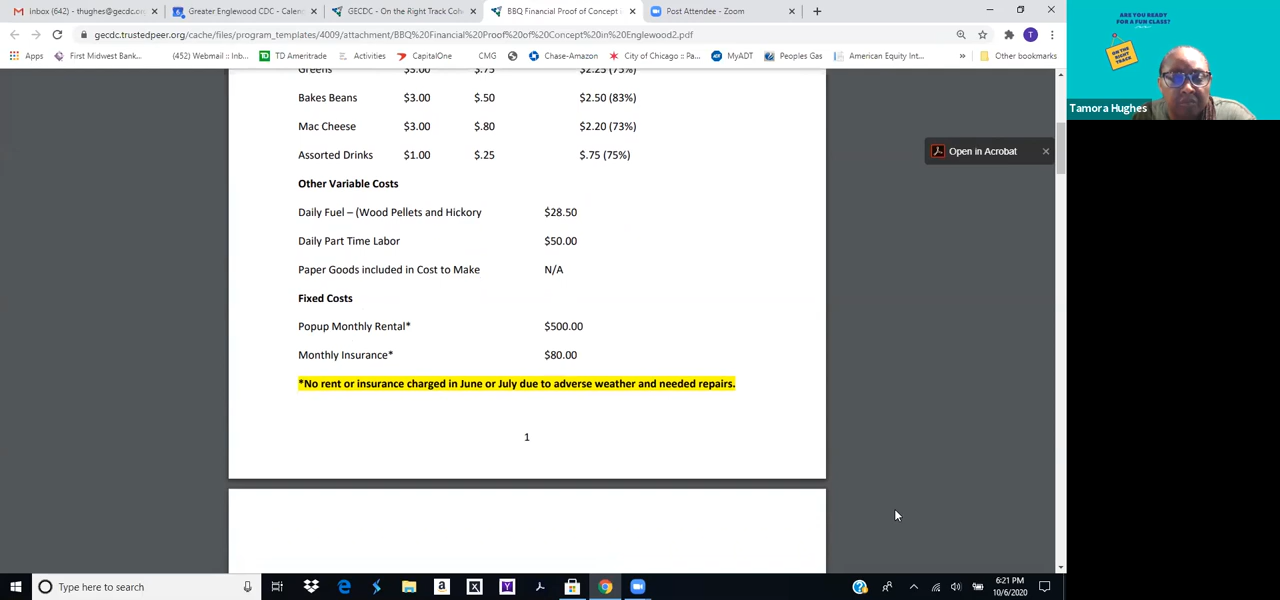 Inbox (642) - thughes@gecdc.or
Greater Englewood CDC - Calend
GECDC - On the Right Track Coh
BBQ Financial Proof of Concept i
Post Attendee - Zoom
gecdc.trustedpeer.org/cache/files/program_templates/4009/attachment/BBQ%20Financial%20Proof%20of%20Concept%20in%20Englewood2.pdf
T
Apps
First Midwest Bank...
(452) Webmail :: Inb...
TD Ameritrade
Activities
CapitalOne
CMG
Chase-Amazon
City of Chicago :: Pa...
MyADT
Peoples Gas
American Equity Int...
»
Other bookmarks
Greens $3.00 $.75 $2.25 (75%)
Bakes Beans $3.00 $.50 $2.50 (83%)
Mac Cheese $3.00 $.80 $2.20 (73%)
Assorted Drinks $1.00 $.25 $.75 (75%)
Other Variable Costs
Daily Fuel – (Wood Pellets and Hickory $28.50
Daily Part Time Labor $50.00
Paper Goods included in Cost to Make N/A
Fixed Costs
Popup Monthly Rental* $500.00
Monthly Insurance* $80.00
*No rent or insurance charged in June or July due to adverse weather and needed repairs.
1
Open in Acrobat
ARE YOU READY
FOR A FUN CLASS?
ON THE
RIGHT
TRACK
Tamora Hughes
Type here to search
6:21 PM
10/6/2020